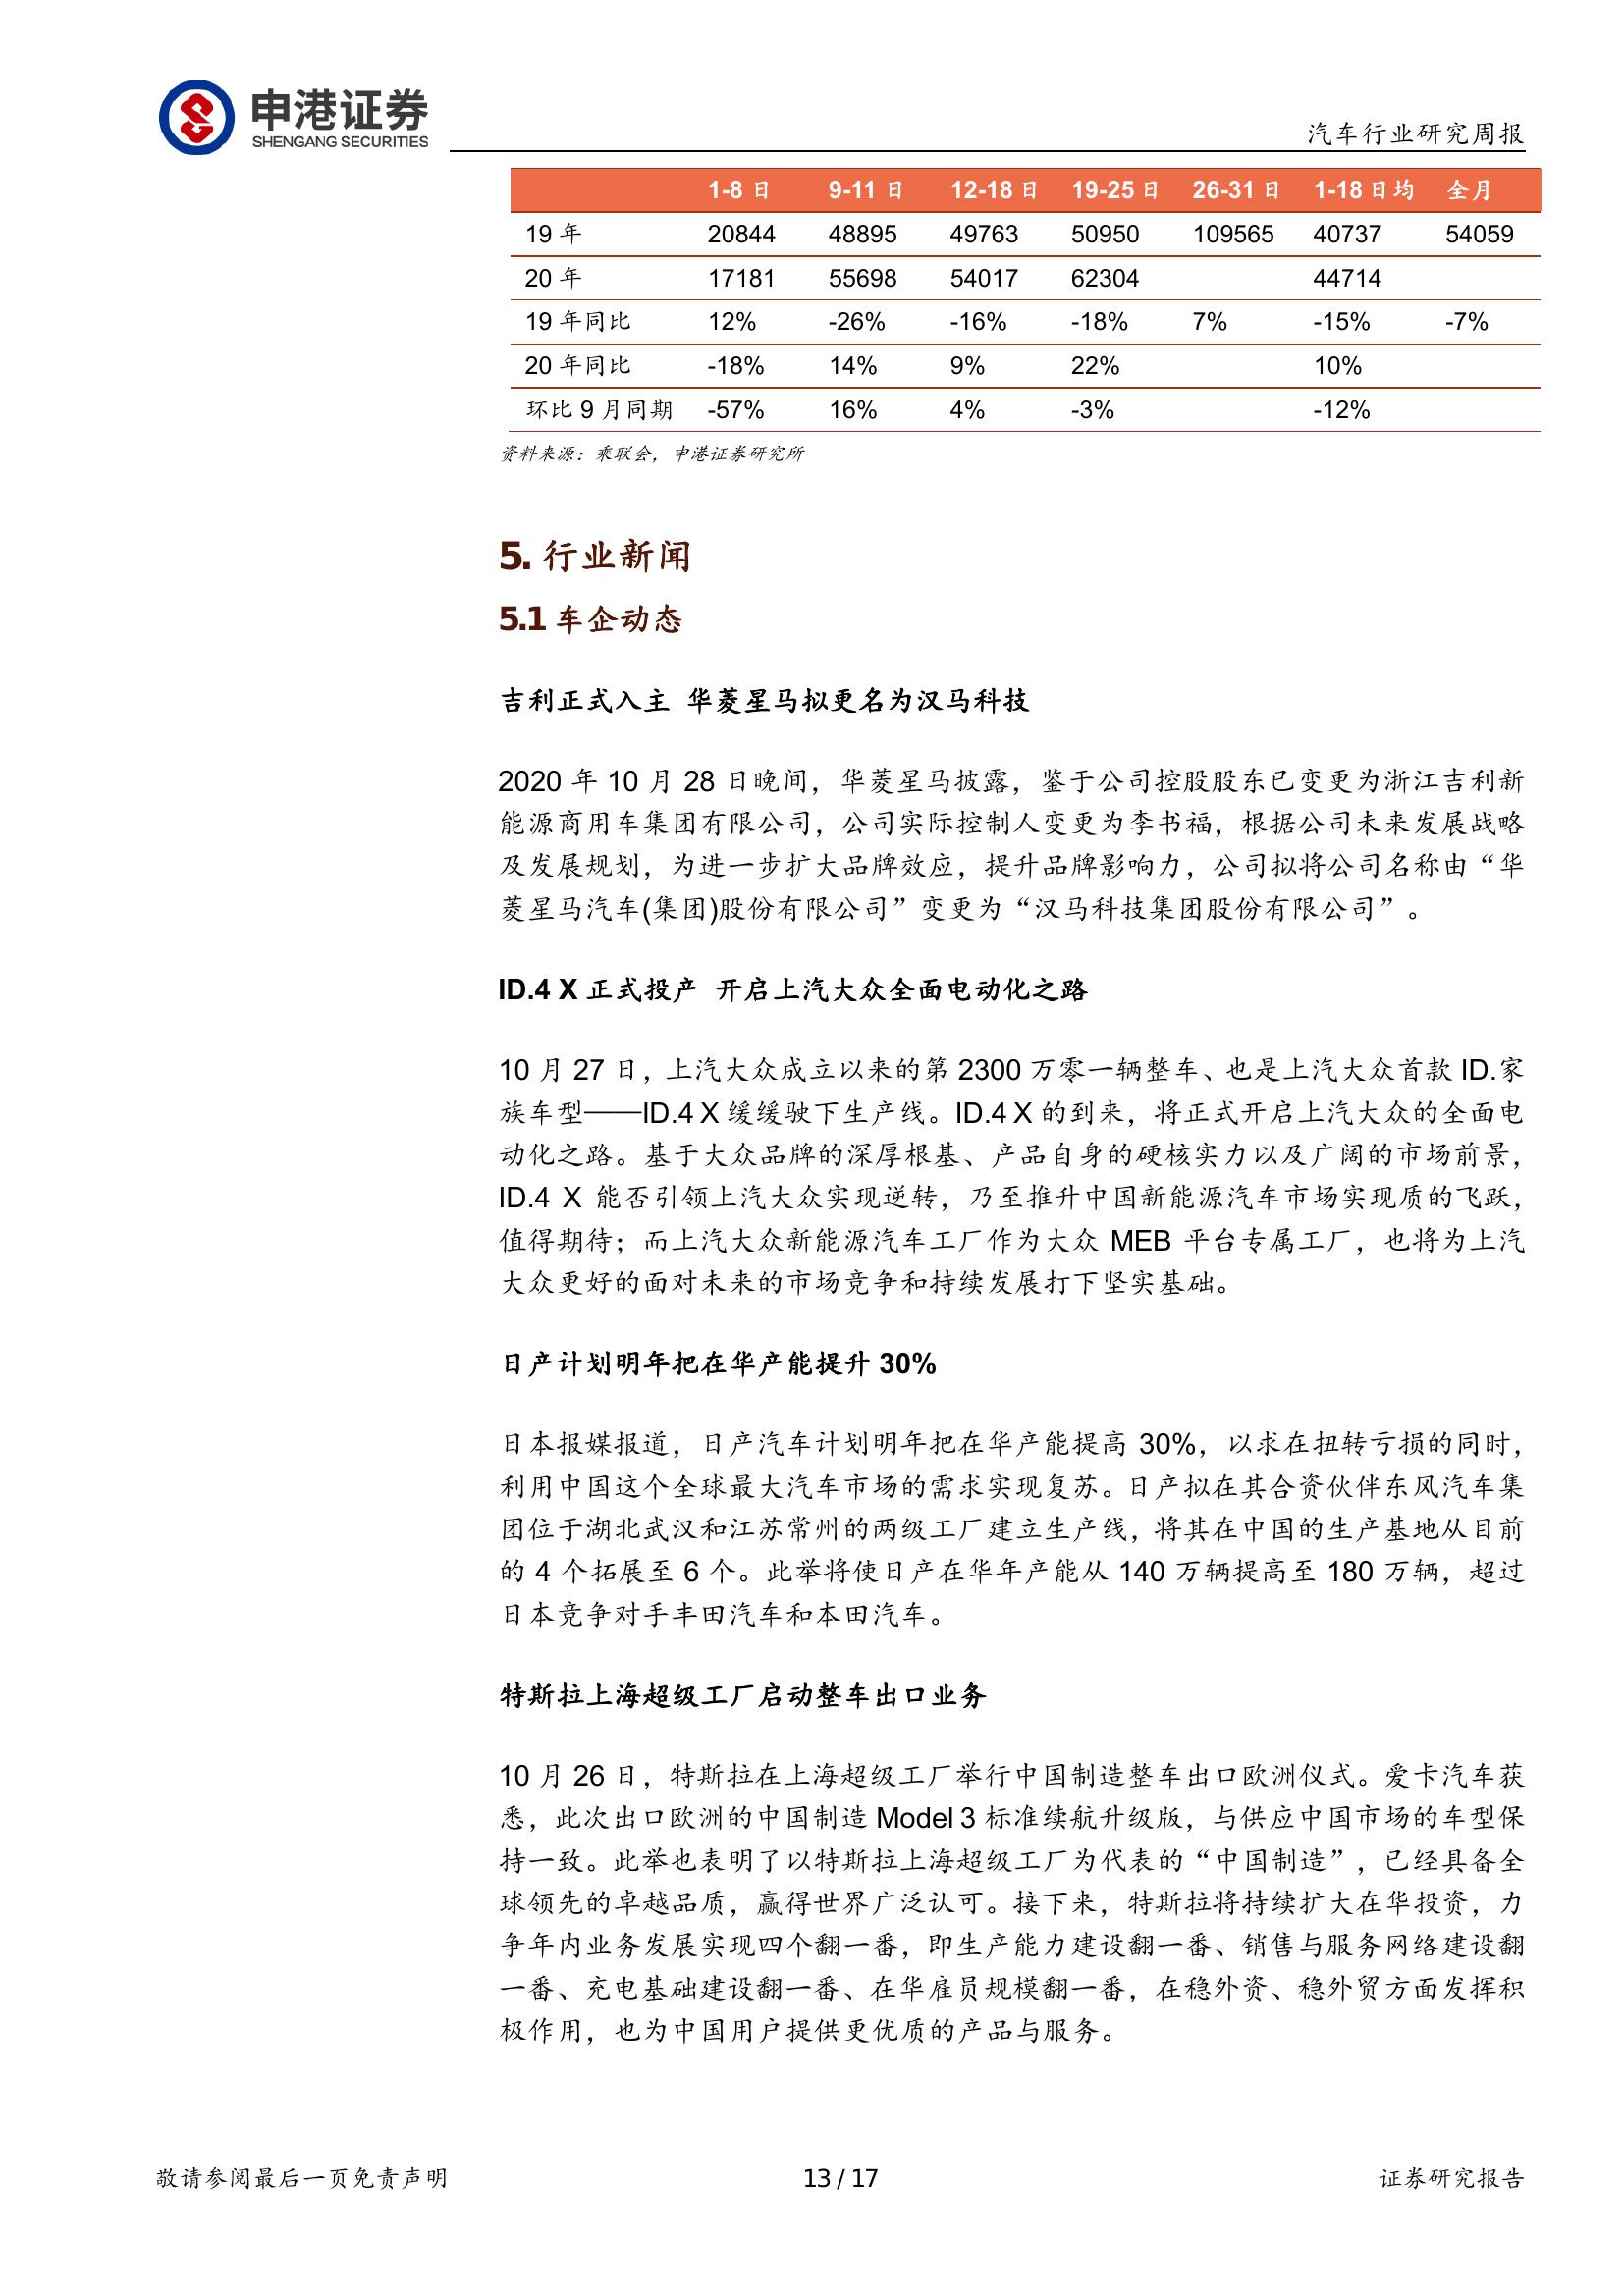 申港证券
SHENGANG SECURITIES
汽车行业研究周报
1-8 日 9-11 日 12-18 日 19-25 日 26-31 日 1-18 日均 全月
19 年 20844 48895 49763 50950 109565 40737 54059
20 年 17181 55698 54017 62304 44714
19 年同比 12% -26% -16% -18% 7% -15% -7%
20 年同比 -18% 14% 9% 22% 10%
环比 9 月同期 -57% 16% 4% -3% -12%
资料来源：乘联会，申港证券研究所
5. 行业新闻
5.1 车企动态
吉利正式入主 华菱星马拟更名为汉马科技
2020 年 10 月 28 日晚间，华菱星马披露，鉴于公司控股股东已变更为浙江吉利新
能源商用车集团有限公司，公司实际控制人变更为李书福，根据公司未来发展战略
及发展规划，为进一步扩大品牌效应，提升品牌影响力，公司拟将公司名称由“华
菱星马汽车(集团)股份有限公司”变更为“汉马科技集团股份有限公司”。
ID.4 X 正式投产 开启上汽大众全面电动化之路
10 月 27 日，上汽大众成立以来的第 2300 万零一辆整车、也是上汽大众首款 ID.家
族车型——ID.4 X 缓缓驶下生产线。ID.4 X 的到来，将正式开启上汽大众的全面电
动化之路。基于大众品牌的深厚根基、产品自身的硬核实力以及广阔的市场前景，
ID.4 X 能否引领上汽大众实现逆转，乃至推升中国新能源汽车市场实现质的飞跃，
值得期待；而上汽大众新能源汽车工厂作为大众 MEB 平台专属工厂，也将为上汽
大众更好的面对未来的市场竞争和持续发展打下坚实基础。
日产计划明年把在华产能提升 30%
日本报媒报道，日产汽车计划明年把在华产能提高 30%，以求在扭转亏损的同时，
利用中国这个全球最大汽车市场的需求实现复苏。日产拟在其合资伙伴东风汽车集
团位于湖北武汉和江苏常州的两级工厂建立生产线，将其在中国的生产基地从目前
的 4 个拓展至 6 个。此举将使日产在华年产能从 140 万辆提高至 180 万辆，超过
日本竞争对手丰田汽车和本田汽车。
特斯拉上海超级工厂启动整车出口业务
10 月 26 日，特斯拉在上海超级工厂举行中国制造整车出口欧洲仪式。爱卡汽车获
悉，此次出口欧洲的中国制造 Model 3 标准续航升级版，与供应中国市场的车型保
持一致。此举也表明了以特斯拉上海超级工厂为代表的“中国制造”，已经具备全
球领先的卓越品质，赢得世界广泛认可。接下来，特斯拉将持续扩大在华投资，力
争年内业务发展实现四个翻一番，即生产能力建设翻一番、销售与服务网络建设翻
一番、充电基础建设翻一番、在华雇员规模翻一番，在稳外资、稳外贸方面发挥积
极作用，也为中国用户提供更优质的产品与服务。
敬请参阅最后一页免责声明 13 / 17 证券研究报告